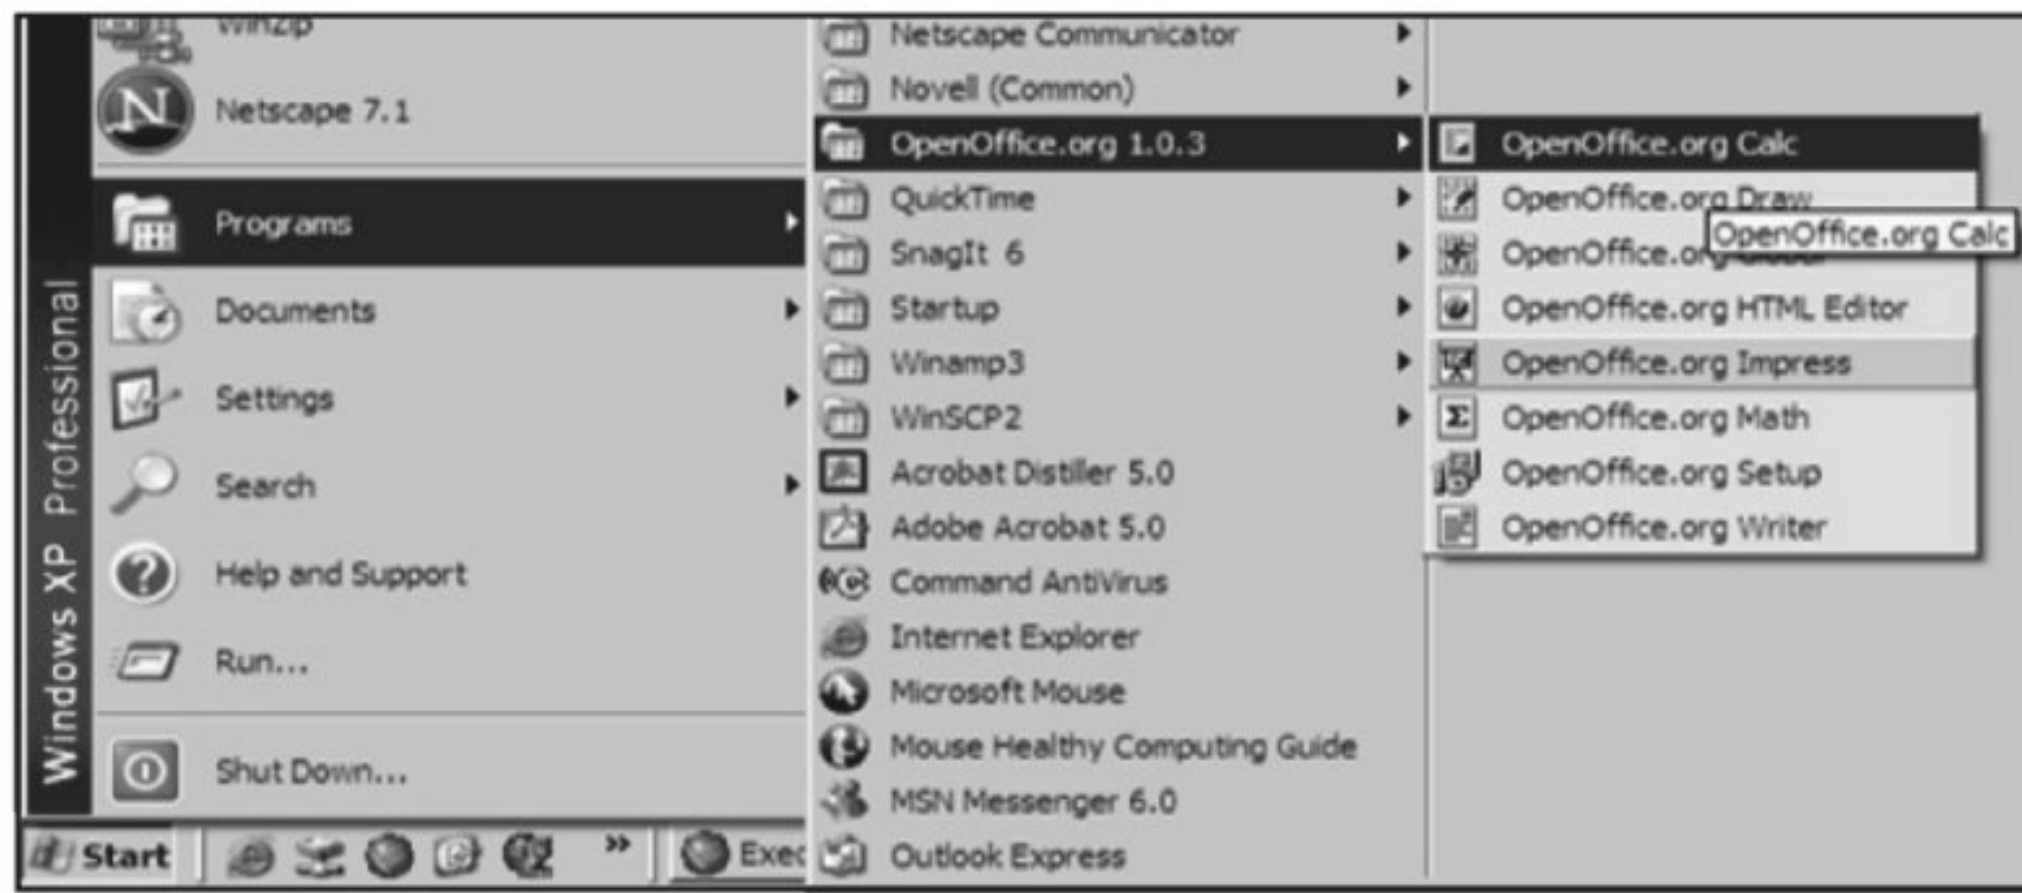 WinZip
Netscape 7.1
Programs
Documents
Settings
Search
Help and Support
Run...
Shut Down...
Windows XP Professional
Start
»
Exec
Netscape Communicator
Novell (Common)
OpenOffice.org 1.0.3
QuickTime
SnagIt 6
Startup
Winamp3
WinSCP2
Acrobat Distiller 5.0
Adobe Acrobat 5.0
Command AntiVirus
Internet Explorer
Microsoft Mouse
Mouse Healthy Computing Guide
MSN Messenger 6.0
Outlook Express
OpenOffice.org Calc
OpenOffice.org Draw
OpenOffice.org Calc
OpenOffice.org
OpenOffice.org HTML Editor
OpenOffice.org Impress
OpenOffice.org Math
OpenOffice.org Setup
OpenOffice.org Writer